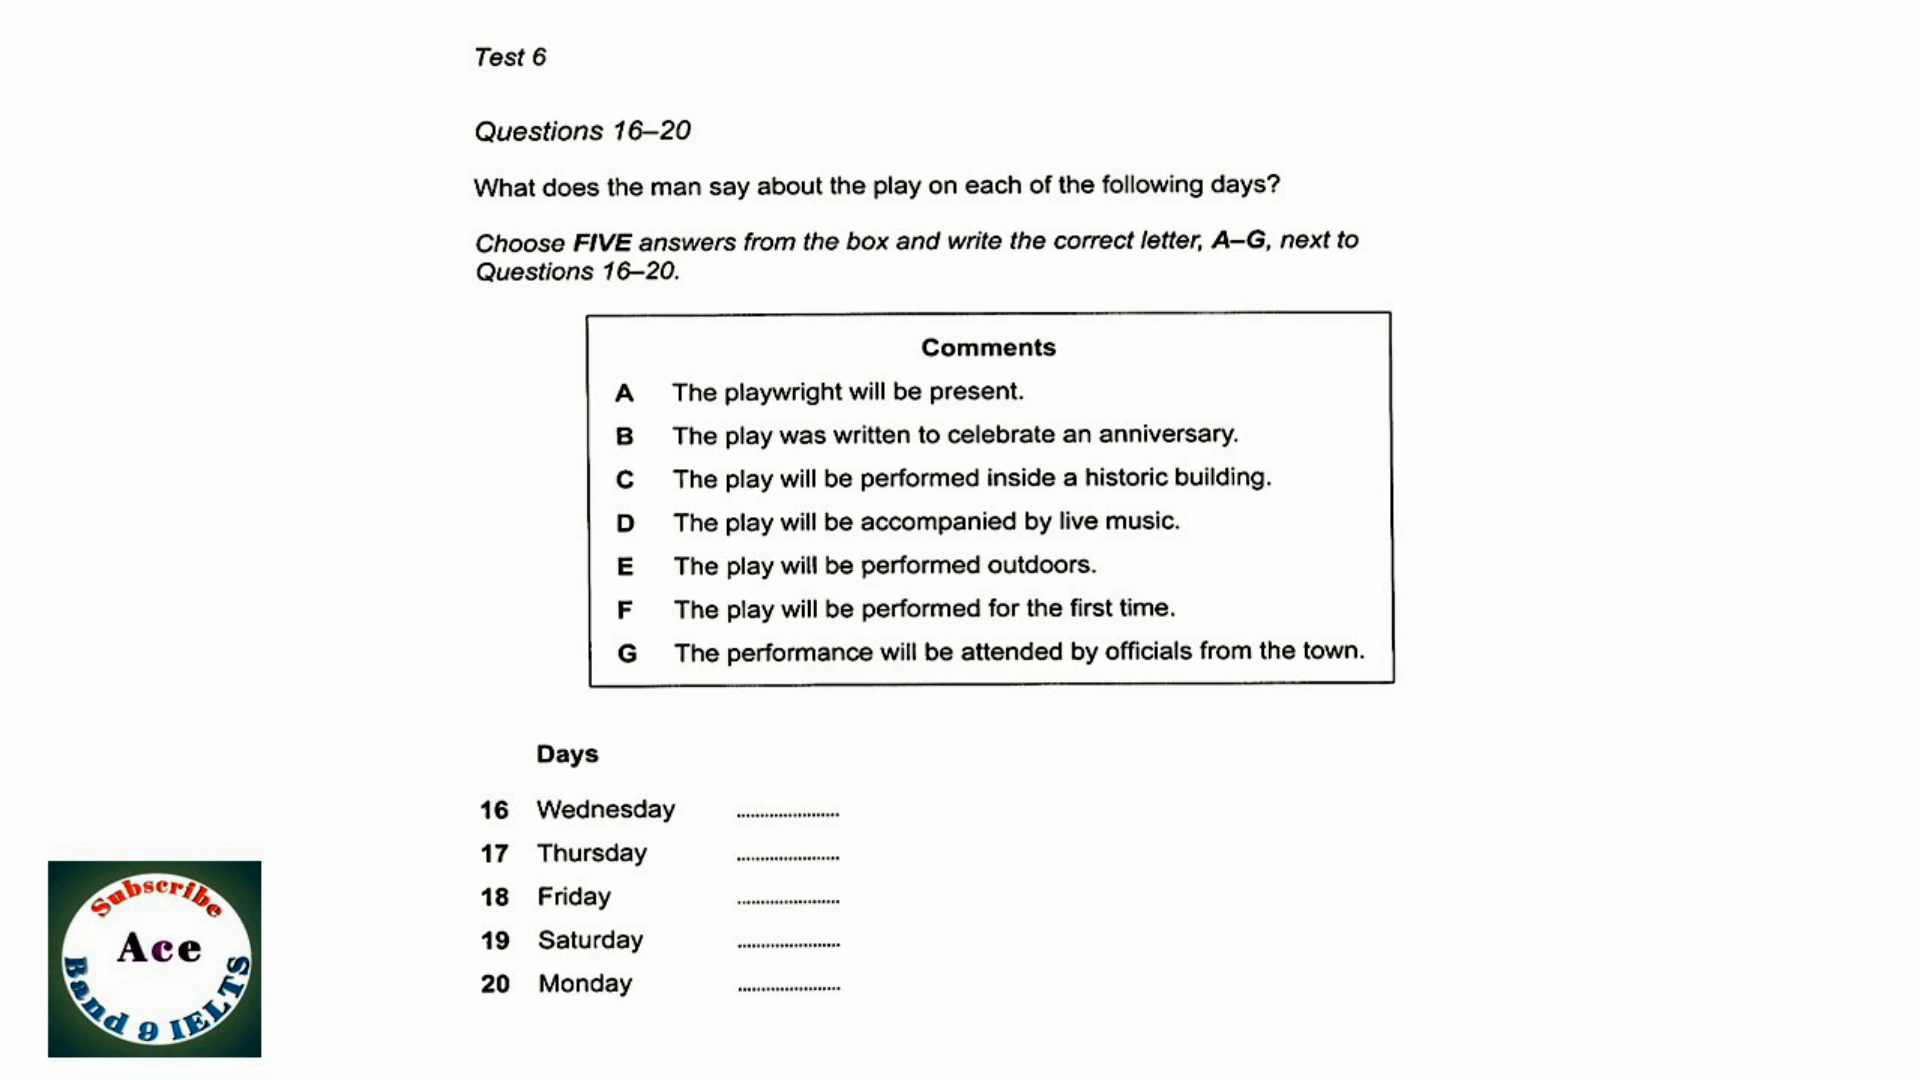 Test 6
Questions 16–20
What does the man say about the play on each of the following days?
Choose FIVE answers from the box and write the correct letter, A–G, next to
Questions 16–20.
Comments
A The playwright will be present.
B The play was written to celebrate an anniversary.
C The play will be performed inside a historic building.
D The play will be accompanied by live music.
E The play will be performed outdoors.
F The play will be performed for the first time.
G The performance will be attended by officials from the town.
Days
16 Wednesday ........................
17 Thursday ........................
18 Friday ........................
19 Saturday ........................
20 Monday ........................
Subscribe
Ace
Band 9 IELTS